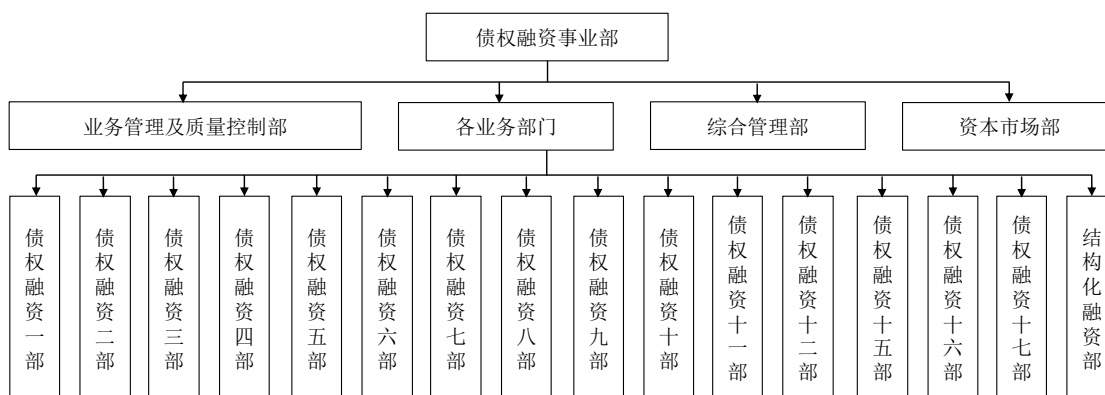 债权融资事业部
业务管理及质量控制部
各业务部门
综合管理部
资本市场部
债权融资一部
债权融资二部
债权融资三部
债权融资四部
债权融资五部
债权融资六部
债权融资七部
债权融资八部
债权融资九部
债权融资十部
债权融资十一部
债权融资十二部
债权融资十五部
债权融资十六部
债权融资十七部
结构化融资部